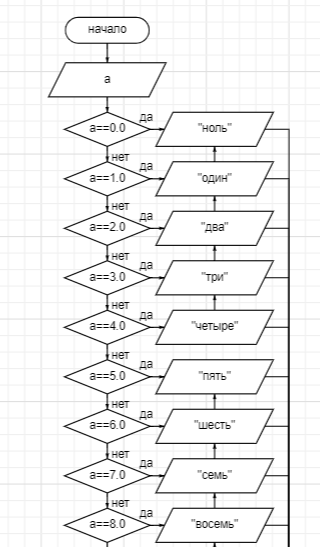 начало
a
a==0.0 да "ноль"
нет
a==1.0 да "один"
нет
a==2.0 да "два"
нет
a==3.0 да "три"
нет
a==4.0 да "четыре"
нет
a==5.0 да "пять"
нет
a==6.0 да "шесть"
нет
a==7.0 да "семь"
нет
a==8.0 да "восемь"